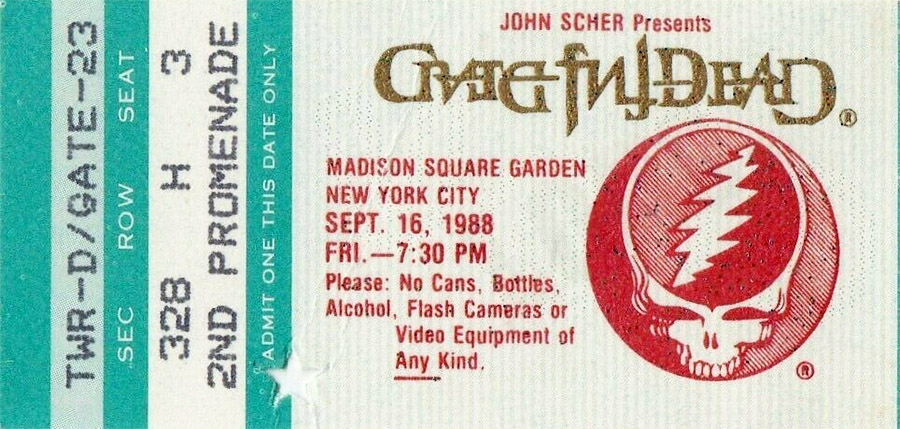 TWR-D/GATE-23
SEC ROW SEAT
328 H 3
2ND PROMENADE
ADMIT ONE THIS DATE ONLY
JOHN SCHER Presents
GRATEFUL DEAD ®
MADISON SQUARE GARDEN
NEW YORK CITY
SEPT. 16, 1988
FRI.—7:30 PM
Please: No Cans, Bottles,
Alcohol, Flash Cameras or
Video Equipment of
Any Kind.
®